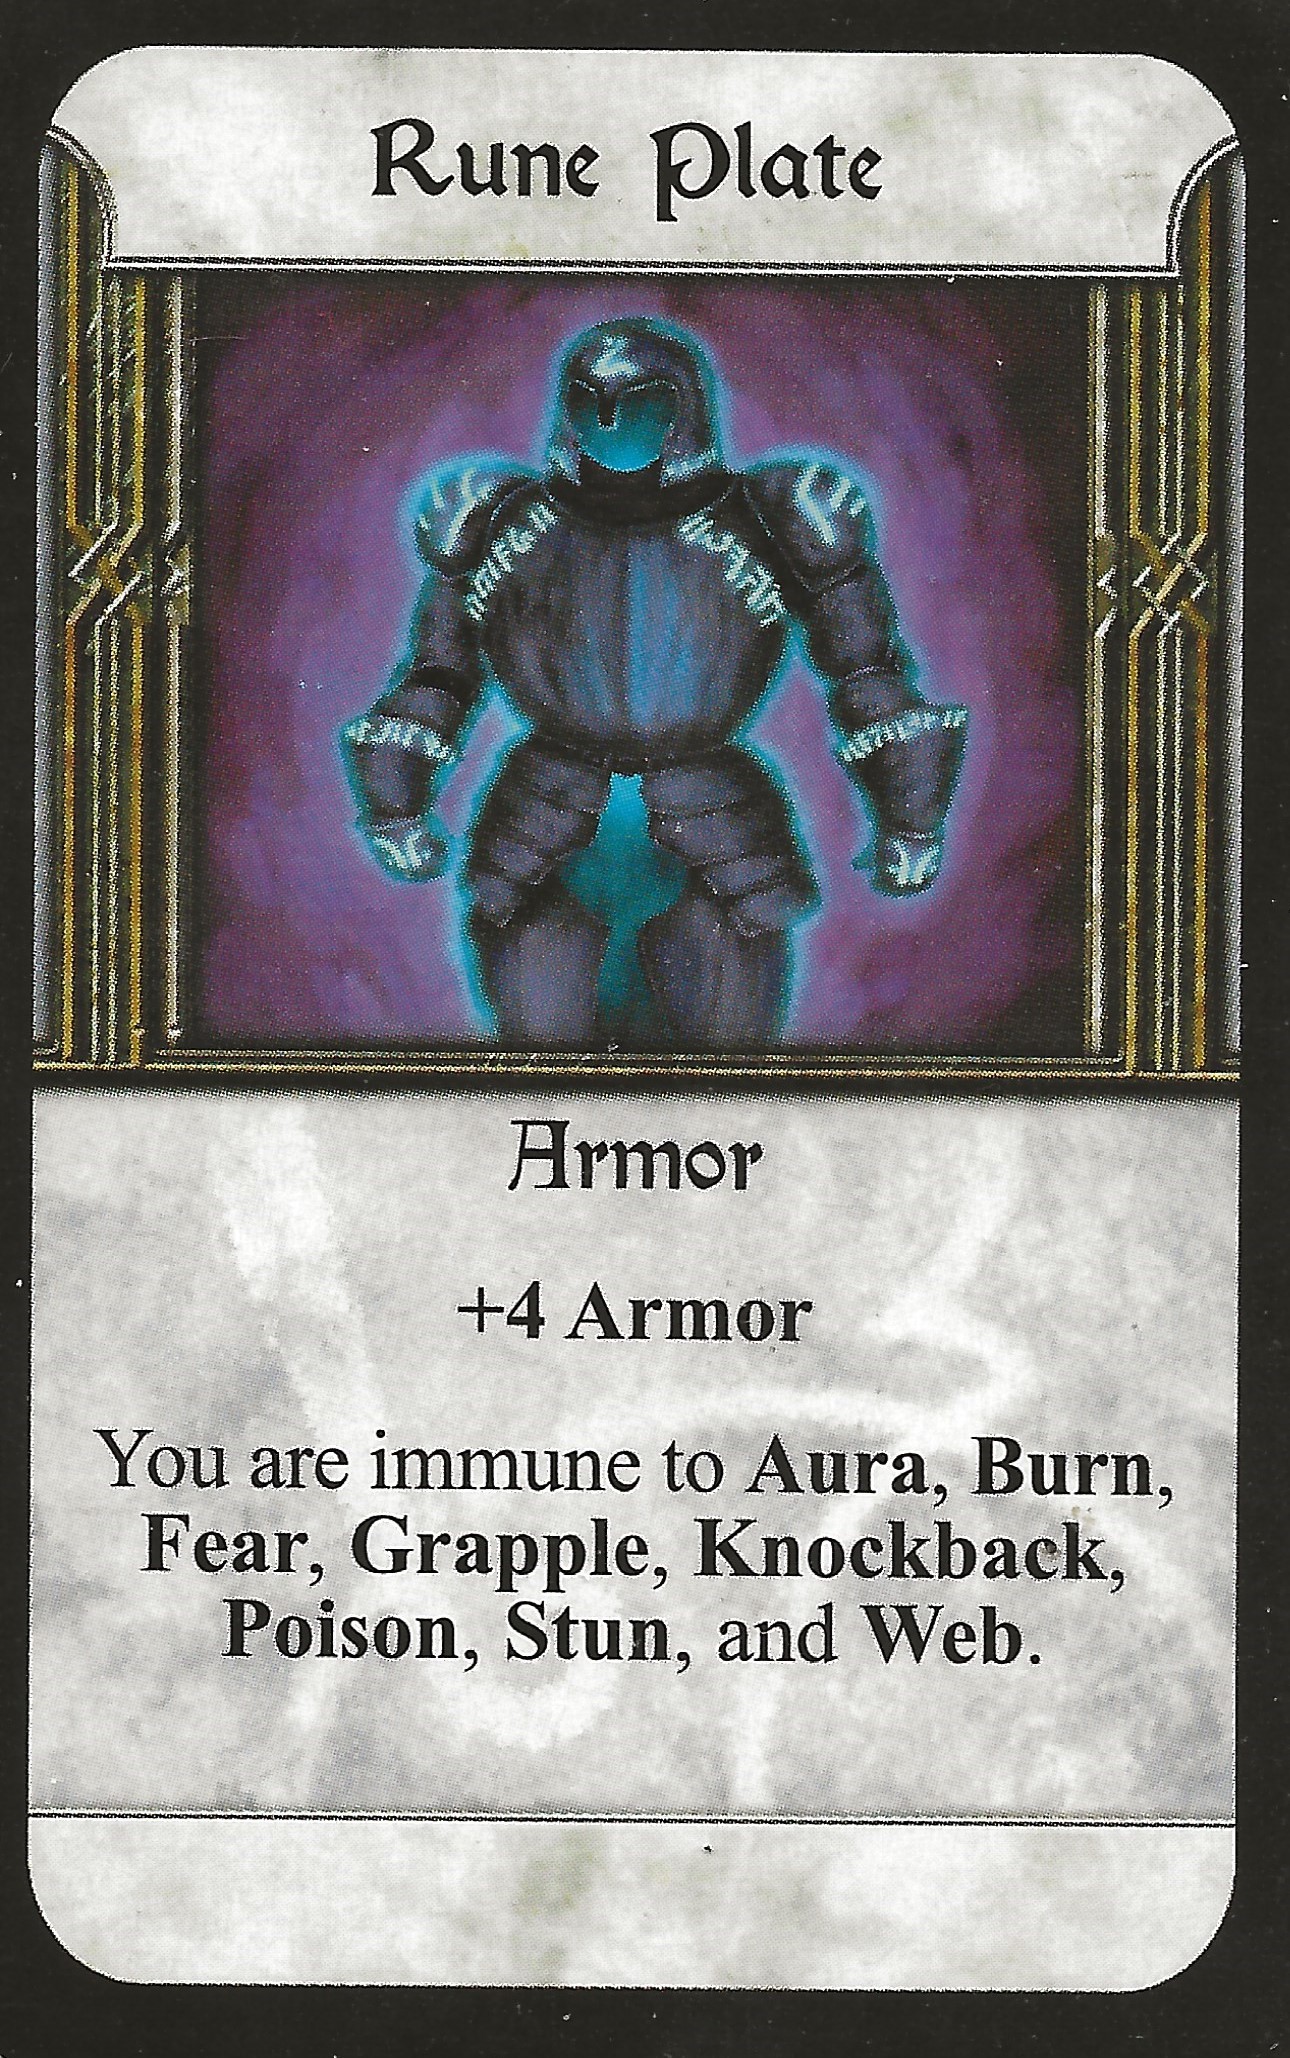 Rune Plate
Armor
+4 Armor
You are immune to Aura, Burn,
Fear, Grapple, Knockback,
Poison, Stun, and Web.